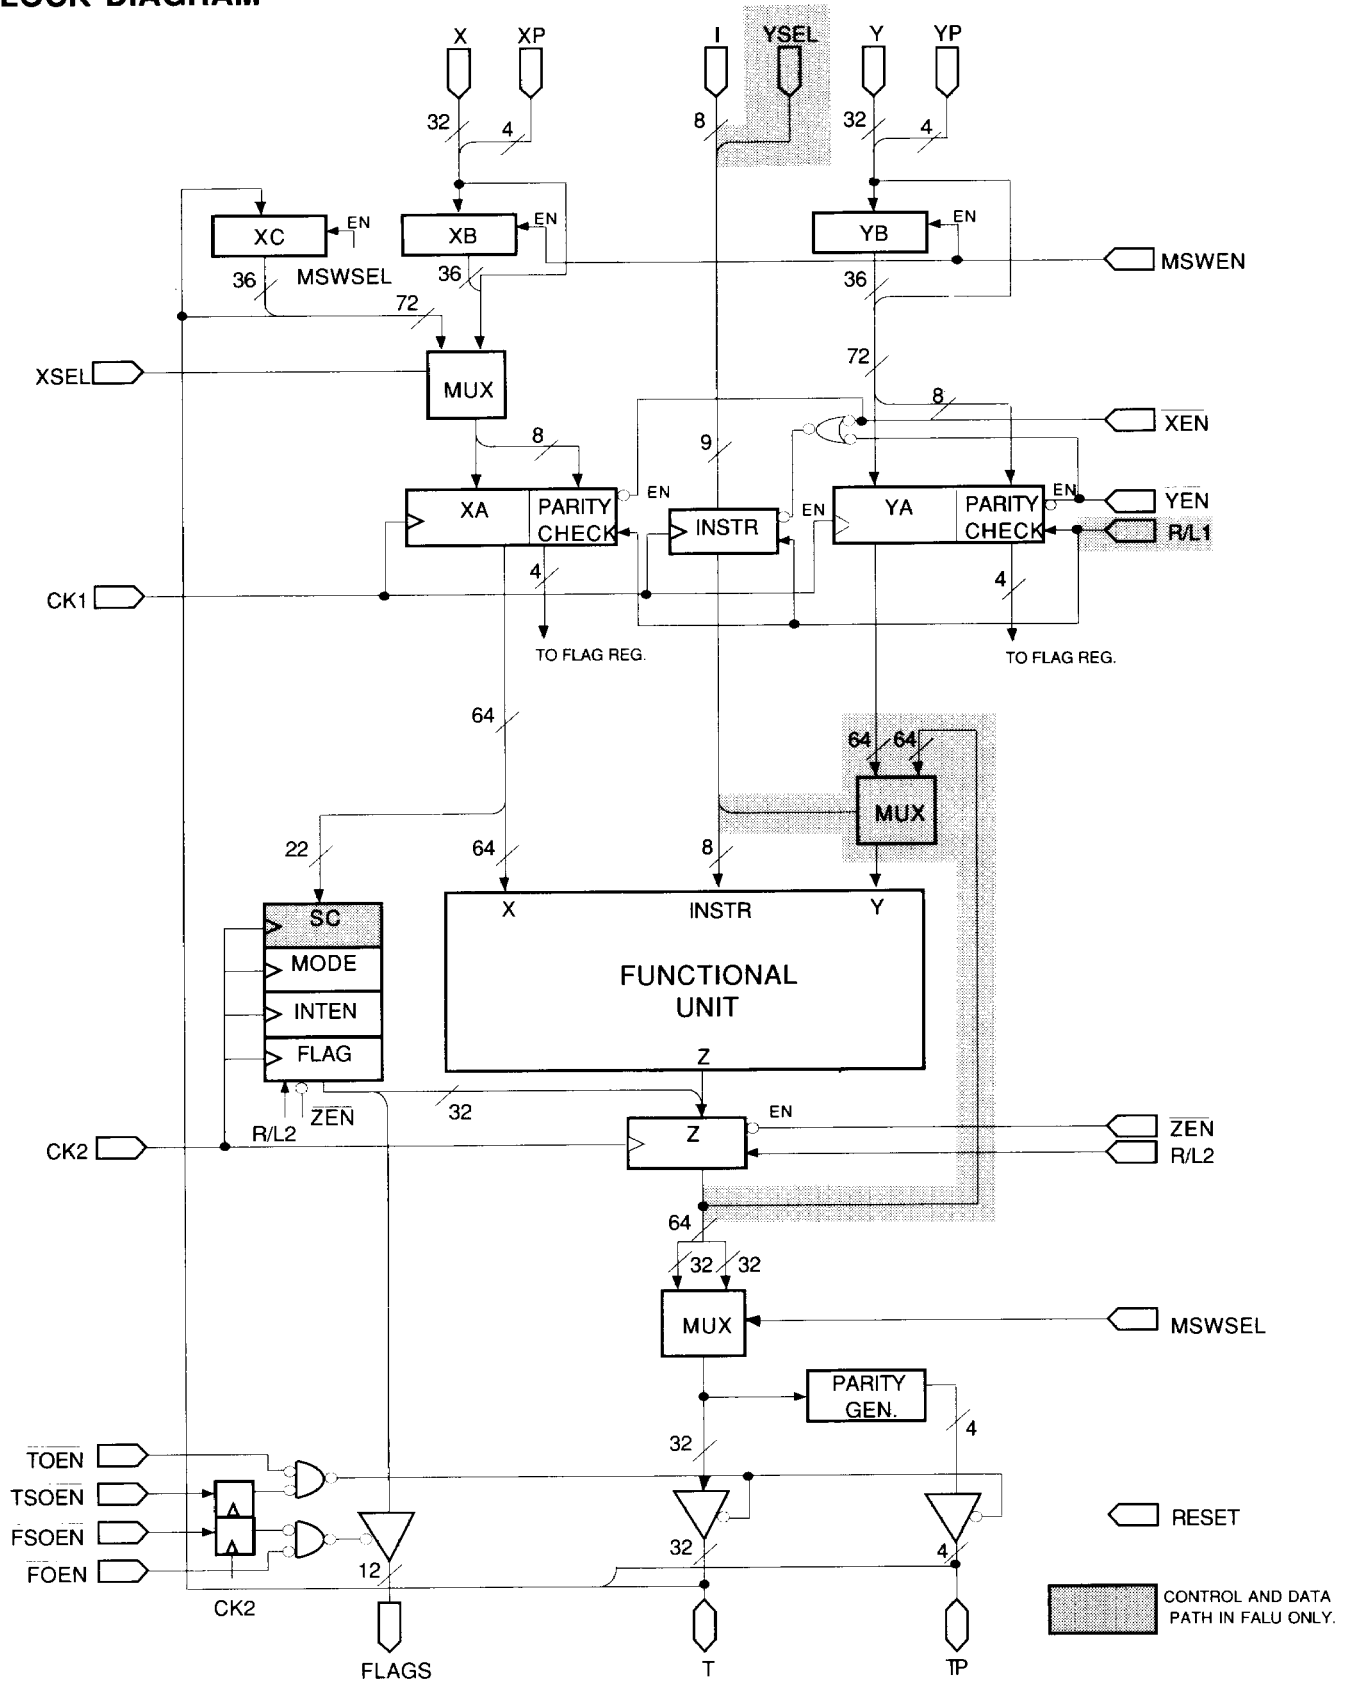 LOCK DIAGRAM
X XP I YSEL Y YP
32 4 8 32 4
XC EN XB EN YB EN
MSWSEL MSWEN
36 36 36
72
XSEL MUX 72
8 8 XEN
9
XA PARITY CHECK EN INSTR EN YA PARITY CHECK EN YEN
R/L1
4 4
CK1
TO FLAG REG. TO FLAG REG.
64
64 64
MUX
22 64 8
SC X INSTR Y
MODE
FUNCTIONAL
UNIT
INTEN
FLAG Z
32
R/L2 ZEN
EN
CK2 Z ZEN
R/L2
64
32 32
MUX MSWSEL
PARITY
GEN.
4
32
TOEN
TSOEN
FSOEN RESET
FOEN
12 32 4
CK2
CONTROL AND DATA
PATH IN FALU ONLY.
FLAGS T TP